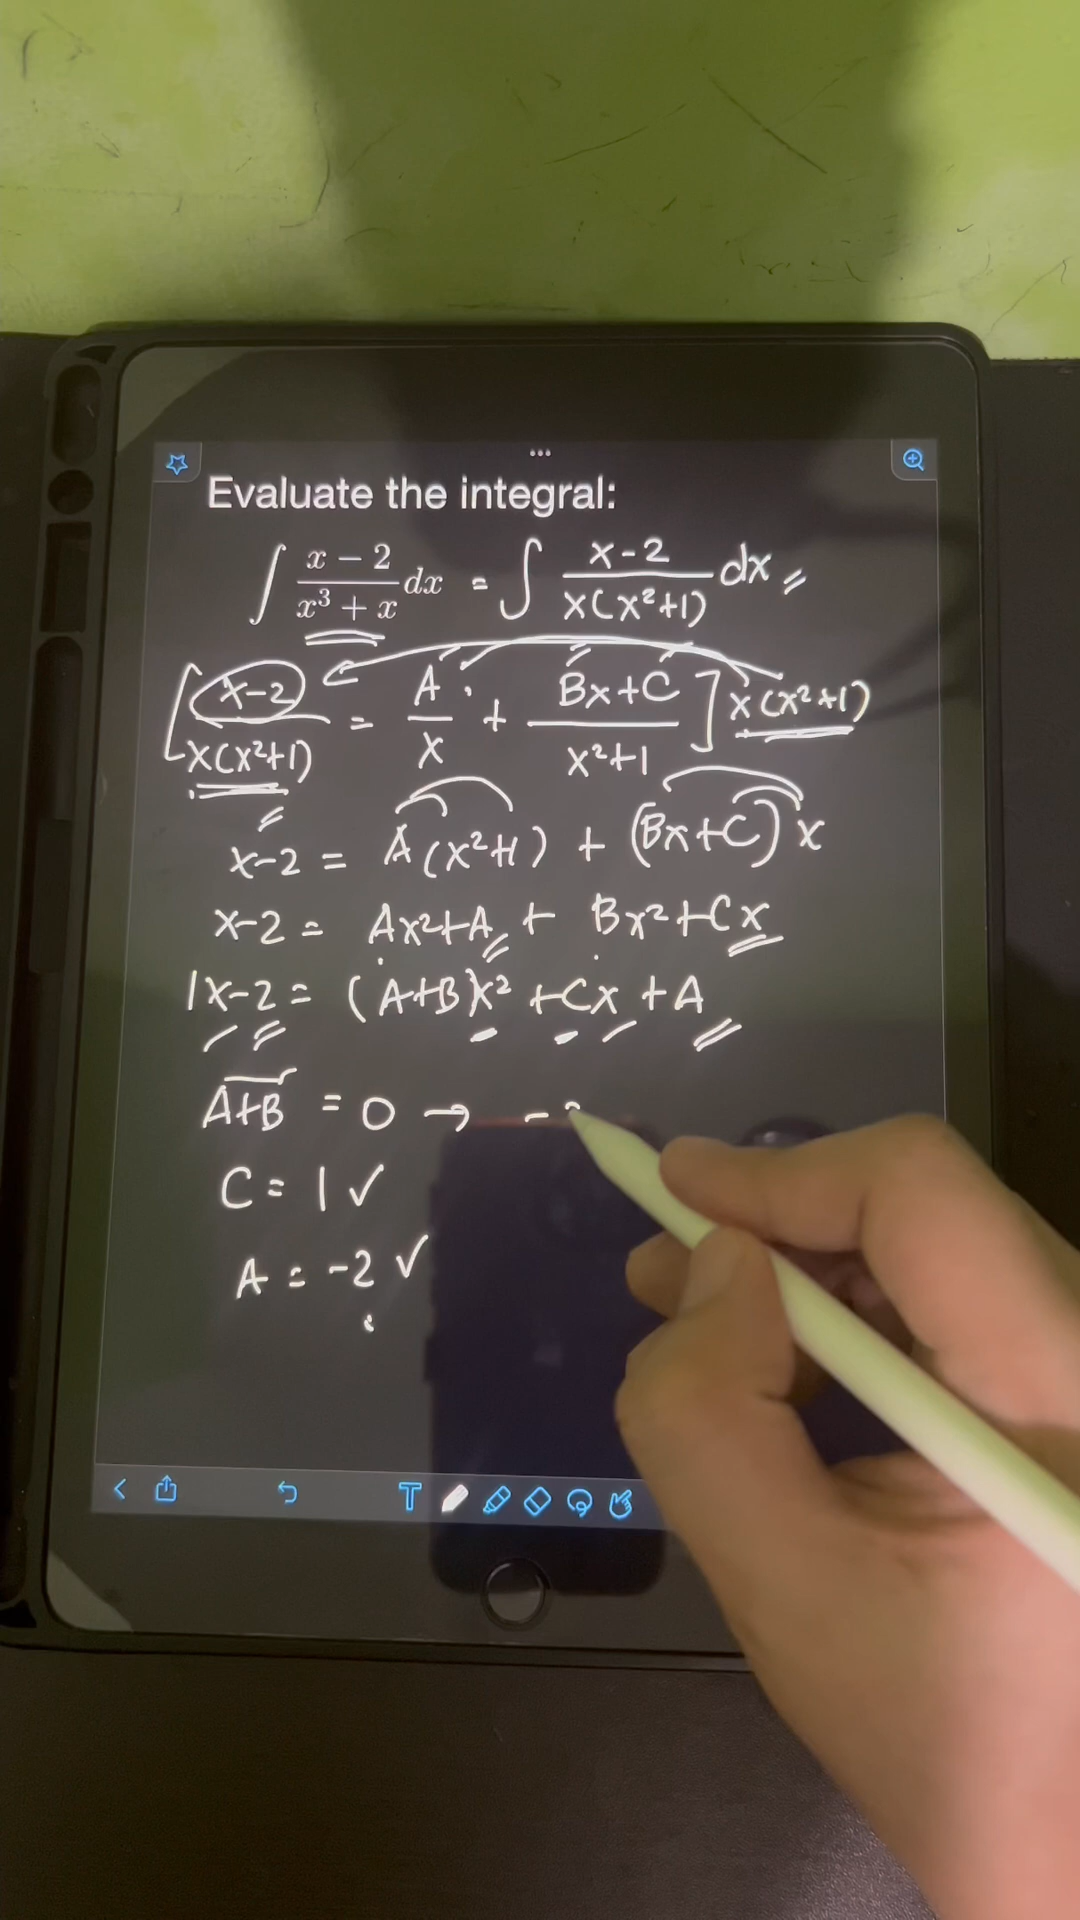 Evaluate the integral:
∫ x − 2 / x³ + x dx = ∫ x-2 / x(x²+1) dx =
[ x-2 / x(x²+1) = A / x + Bx+C / x²+1 ] x(x²+1)
x-2 = A(x²+1) + (Bx+C)x
x-2 = Ax²+A + Bx²+Cx
1x-2 = (A+B)x² + Cx + A
A+B = 0 → -
C = 1 ✓
A = -2 ✓
T